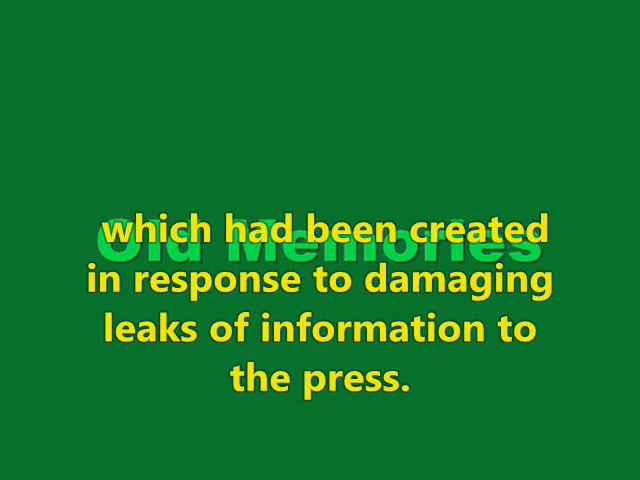 Old Memories
which had been created
in response to damaging
leaks of information to
the press.